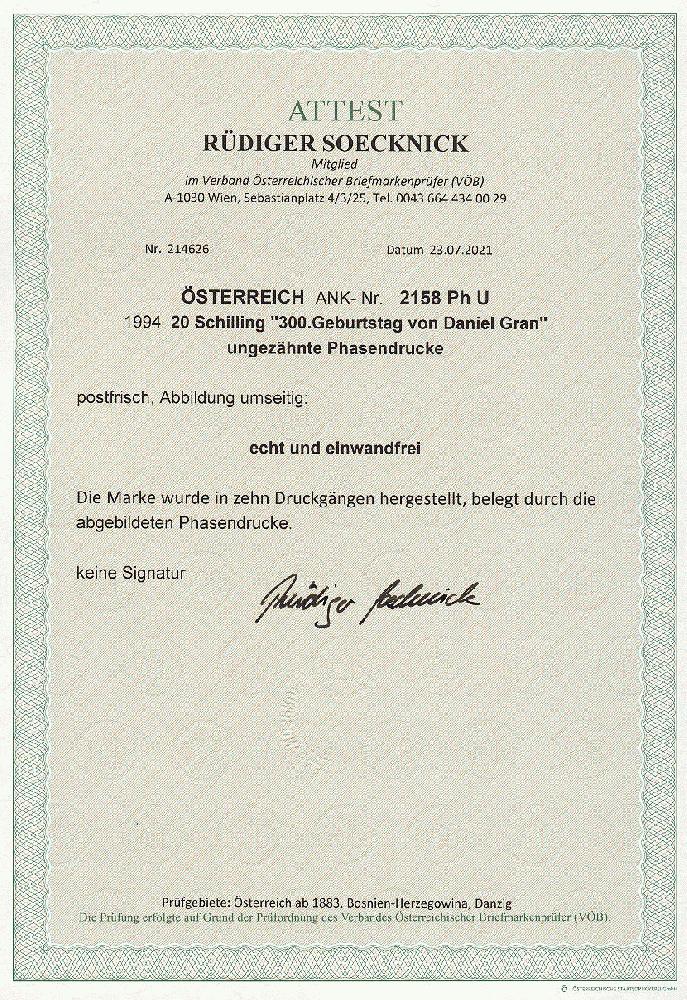 ATTEST
RÜDIGER SOECKNICK
Mitglied
im Verband Österreichischer Briefmarkenprüfer (VÖB)
A-1030 Wien, Sebastianplatz 4/3/25, Tel. 0043 664 434 00 29
Nr. 214626 Datum 23.07.2021
ÖSTERREICH ANK- Nr. 2158 Ph U
1994 20 Schilling "300.Geburtstag von Daniel Gran"
ungezähnte Phasendrucke
postfrisch, Abbildung umseitig:
echt und einwandfrei
Die Marke wurde in zehn Druckgängen hergestellt, belegt durch die
abgebildeten Phasendrucke.
keine Signatur
Rüdiger Soecknick
Prüfgebiete: Österreich ab 1883, Bosnien-Herzegowina, Danzig
Die Prüfung erfolgte auf Grund der Prüfordnung des Verbandes Österreichischer Briefmarkenprüfer (VÖB).